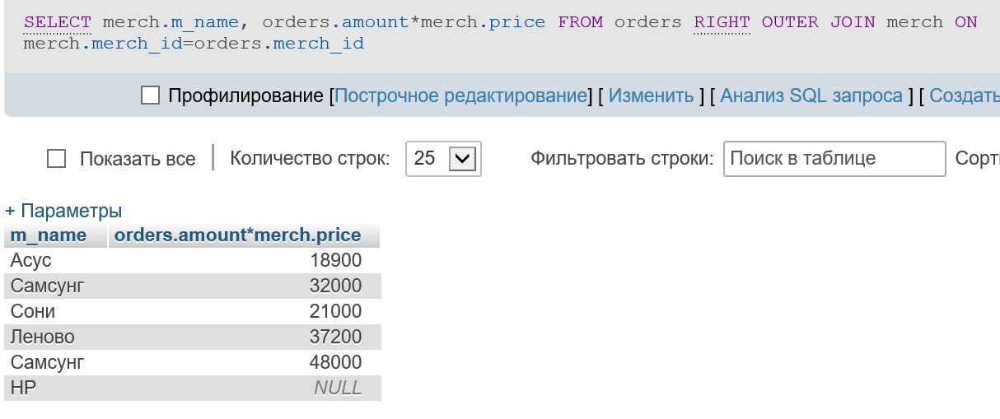 SELECT merch.m_name, orders.amount*merch.price FROM orders RIGHT OUTER JOIN merch ON
merch.merch_id=orders.merch_id
Профилирование [Построчное редактирование] [ Изменить ] [ Анализ SQL запроса ] [ Создать
Показать все Количество строк: 25 Фильтровать строки: Поиск в таблице Сорт
+ Параметры
m_name orders.amount*merch.price
Асус 18900
Самсунг 32000
Сони 21000
Леново 37200
Самсунг 48000
HP NULL